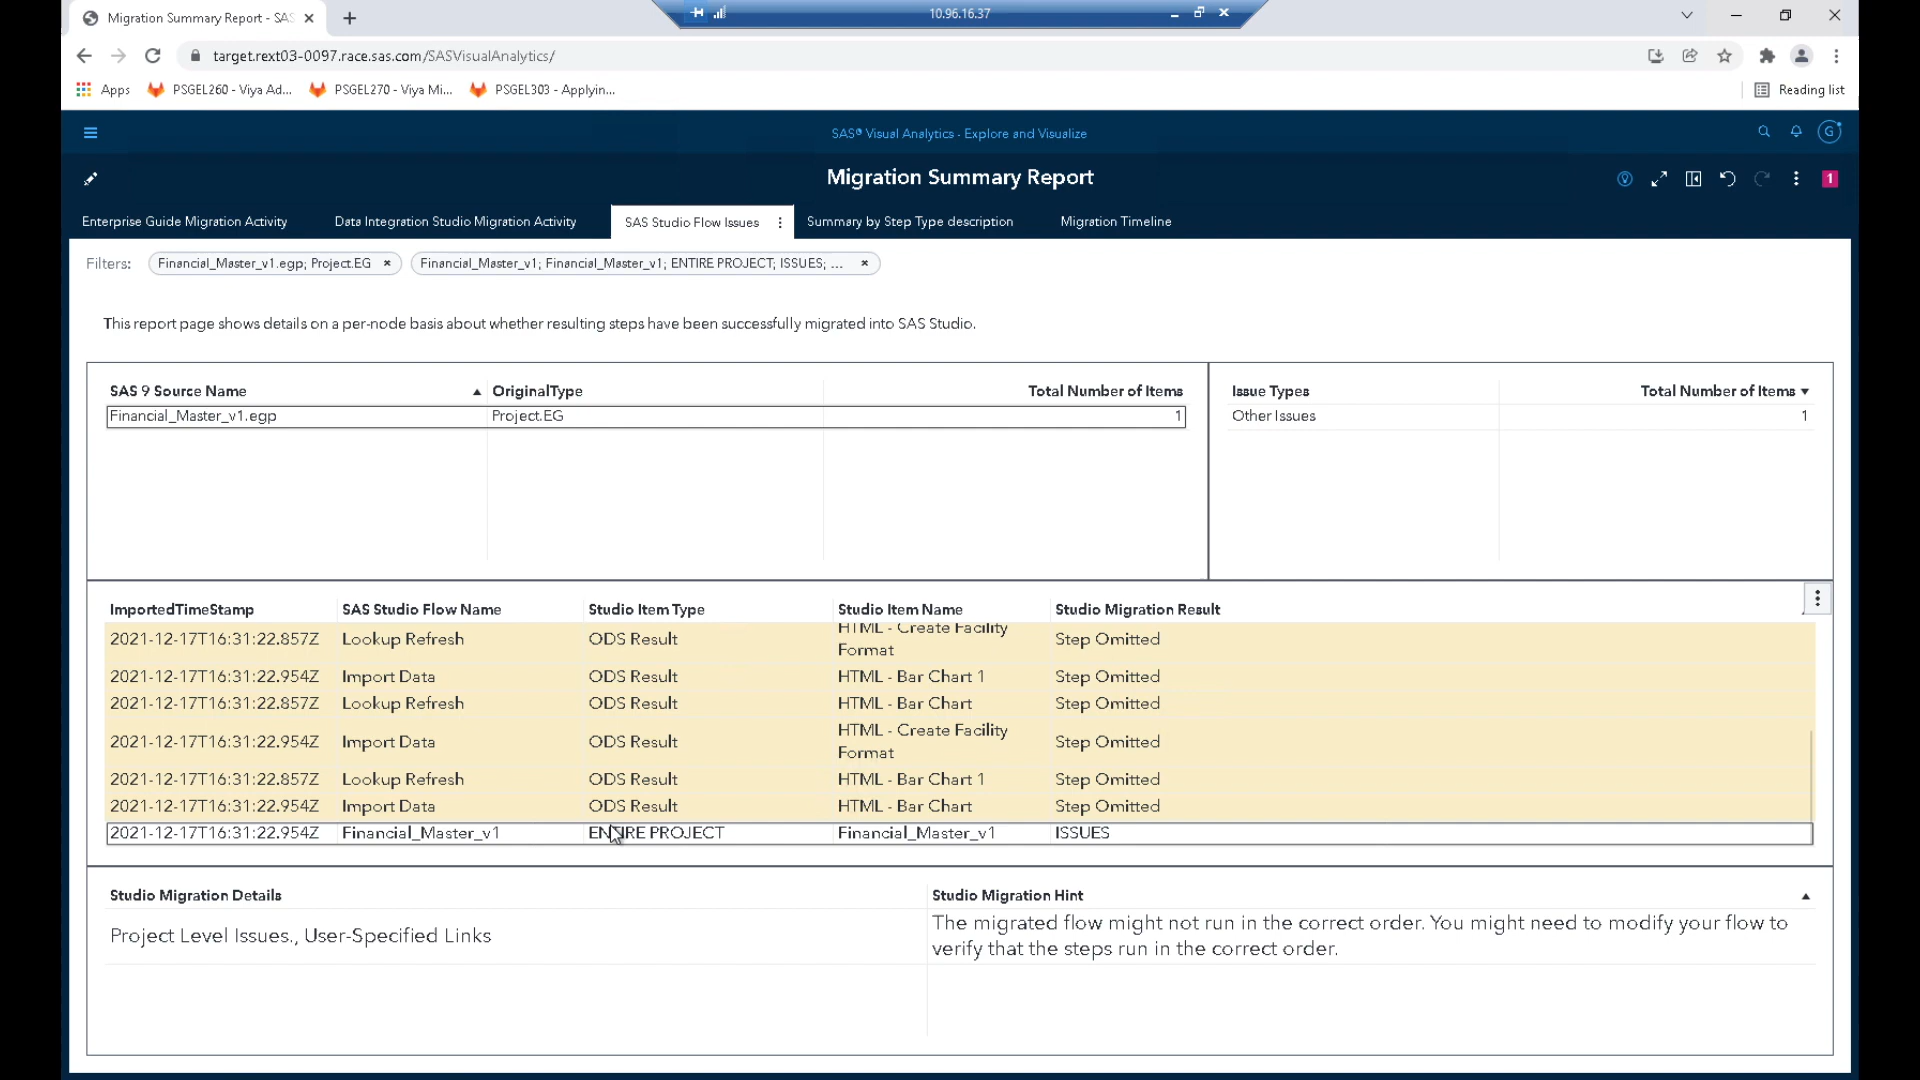 Migration Summary Report - SAS
10.96.16.37
target.rext03-0097.race.sas.com/SASVisualAnalytics/
Apps
PSGEL260 - Viya Ad...
PSGEL270 - Viya Mi...
PSGEL303 - Applyin...
Reading list
SAS® Visual Analytics - Explore and Visualize
G
Migration Summary Report
1
Enterprise Guide Migration Activity
Data Integration Studio Migration Activity
SAS Studio Flow Issues
Summary by Step Type description
Migration Timeline
Filters:
Financial_Master_v1.egp; Project.EG
Financial_Master_v1; Financial_Master_v1; ENTIRE PROJECT; ISSUES; ...
This report page shows details on a per-node basis about whether resulting steps have been successfully migrated into SAS Studio.
SAS 9 Source Name OriginalType Total Number of Items
Financial_Master_v1.egp Project.EG 1
Issue Types Total Number of Items
Other Issues 1
ImportedTimeStamp SAS Studio Flow Name Studio Item Type Studio Item Name Studio Migration Result
2021-12-17T16:31:22.857Z Lookup Refresh ODS Result HTML - Create Facility Format Step Omitted
2021-12-17T16:31:22.954Z Import Data ODS Result HTML - Bar Chart 1 Step Omitted
2021-12-17T16:31:22.857Z Lookup Refresh ODS Result HTML - Bar Chart Step Omitted
2021-12-17T16:31:22.954Z Import Data ODS Result HTML - Create Facility Format Step Omitted
2021-12-17T16:31:22.857Z Lookup Refresh ODS Result HTML - Bar Chart 1 Step Omitted
2021-12-17T16:31:22.954Z Import Data ODS Result HTML - Bar Chart Step Omitted
2021-12-17T16:31:22.954Z Financial_Master_v1 ENTIRE PROJECT Financial_Master_v1 ISSUES
Studio Migration Details
Project Level Issues., User-Specified Links
Studio Migration Hint
The migrated flow might not run in the correct order. You might need to modify your flow to
verify that the steps run in the correct order.